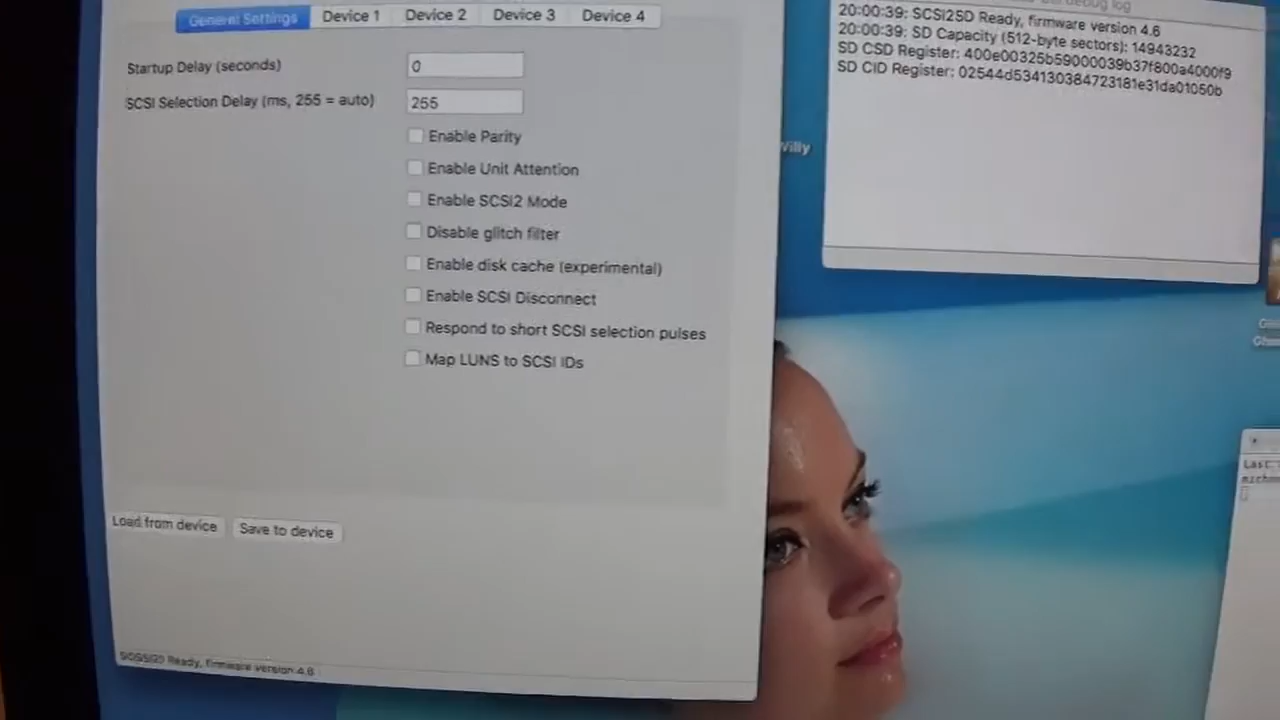 General Settings
Device 1
Device 2
Device 3
Device 4
Startup Delay (seconds)
0
SCSI Selection Delay (ms, 255 = auto)
255
Enable Parity
Enable Unit Attention
Enable SCSI2 Mode
Disable glitch filter
Enable disk cache (experimental)
Enable SCSI Disconnect
Respond to short SCSI selection pulses
Map LUNS to SCSI IDs
Load from device
Save to device
SCSI2SD Ready, firmware version 4.6
debug log
20:00:39: SCSI2SD Ready, firmware version 4.6
20:00:39: SD Capacity (512-byte sectors): 14943232
SD CSD Register: 400e00325b59000039b37f800a4000f9
SD CID Register: 02544d534130384723181e31da01050b
Willy
Last